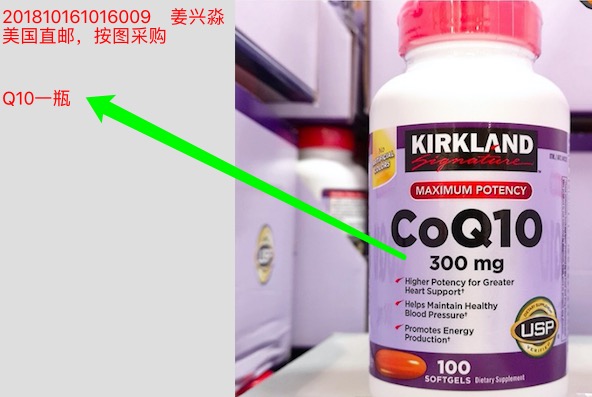 201810161016009 姜兴淼
美国直邮，按图采购
Q10一瓶
KIRKLAND
Signature
MAXIMUM POTENCY
CoQ10
300 mg
Higher Potency for Greater
Heart Support†
Helps Maintain Healthy
Blood Pressure†
Promotes Energy
Production†
USP
100
SOFTGELS Dietary Supplement